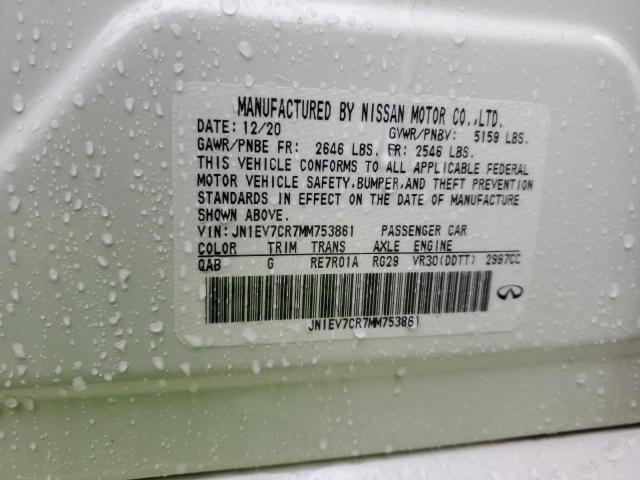 MANUFACTURED BY NISSAN MOTOR CO.,LTD.
DATE: 12/20 GVWR/PNBV: 5159 LBS.
GAWR/PNBE FR: 2646 LBS. RR: 2546 LBS.
THIS VEHICLE CONFORMS TO ALL APPLICABLE FEDERAL
MOTOR VEHICLE SAFETY,BUMPER,AND THEFT PREVENTION
STANDARDS IN EFFECT ON THE DATE OF MANUFACTURE
SHOWN ABOVE.
VIN:JN1EV7CR7MM753861 PASSENGER CAR
COLOR TRIM TRANS AXLE ENGINE
QAB G RE7R01A RG29 VR30(DDTT) 2997CC
JN1EV7CR7MM753861